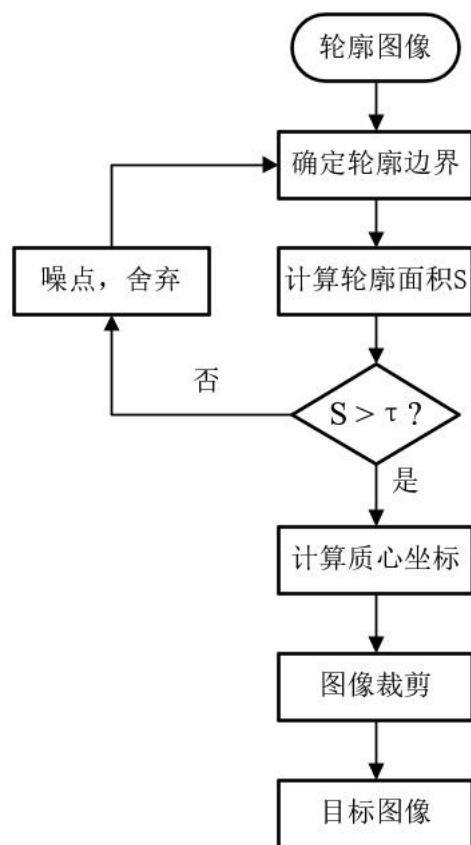 轮廓图像
确定轮廓边界
噪点，舍弃
计算轮廓面积S
否
S > τ ?
是
计算质心坐标
图像裁剪
目标图像